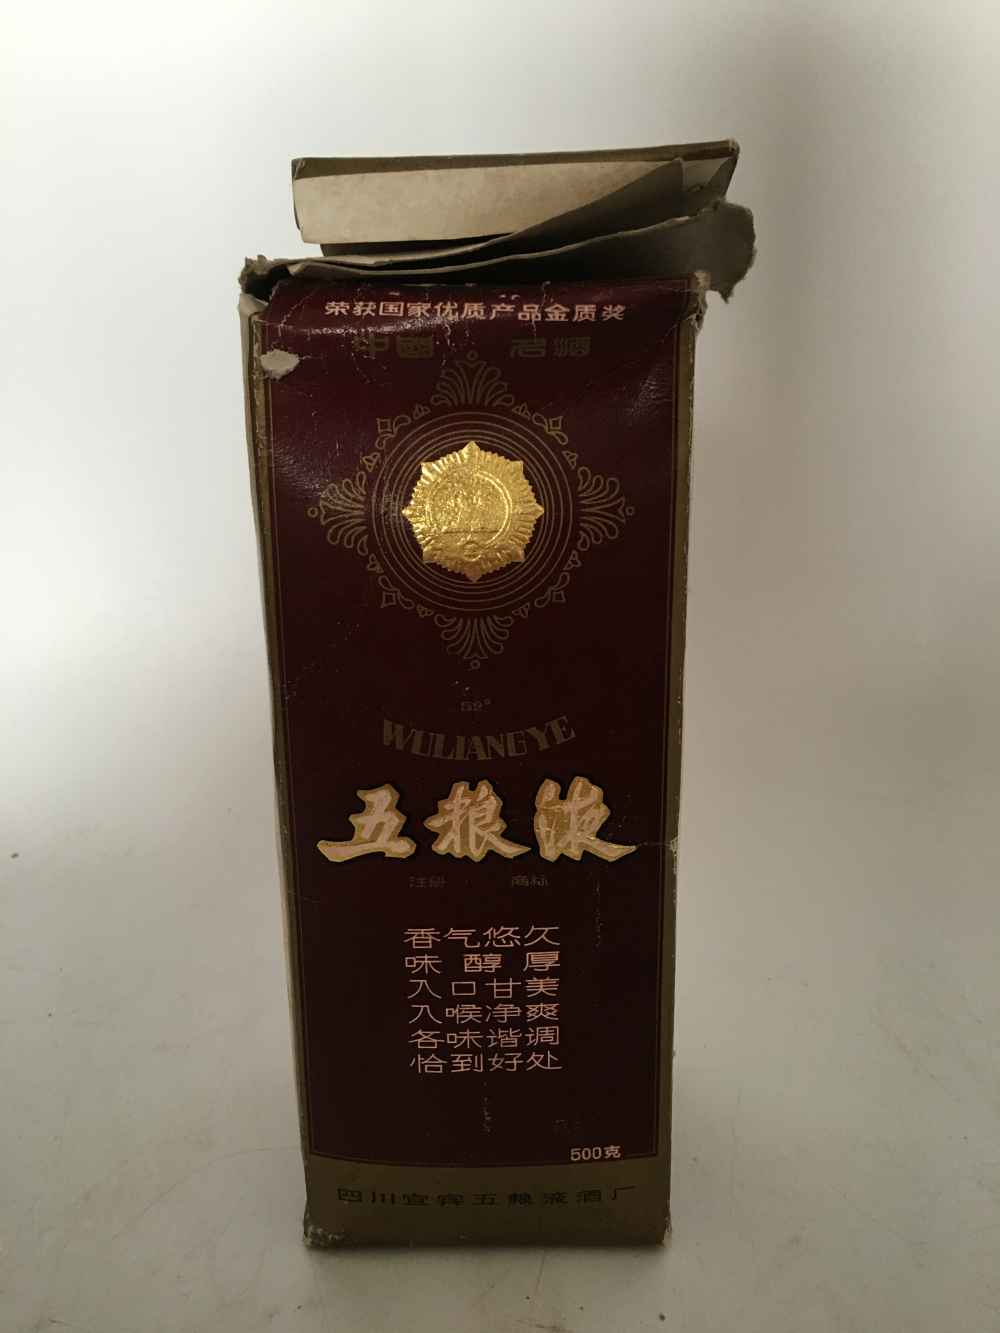 荣获国家优质产品金质奖
中國 名酒
52°
WULIANGYE
五粮液
注册 商标
香气悠久
味醇厚
入口甘美
入喉净爽
各味谐调
恰到好处
500克
四川宜宾五粮液酒厂